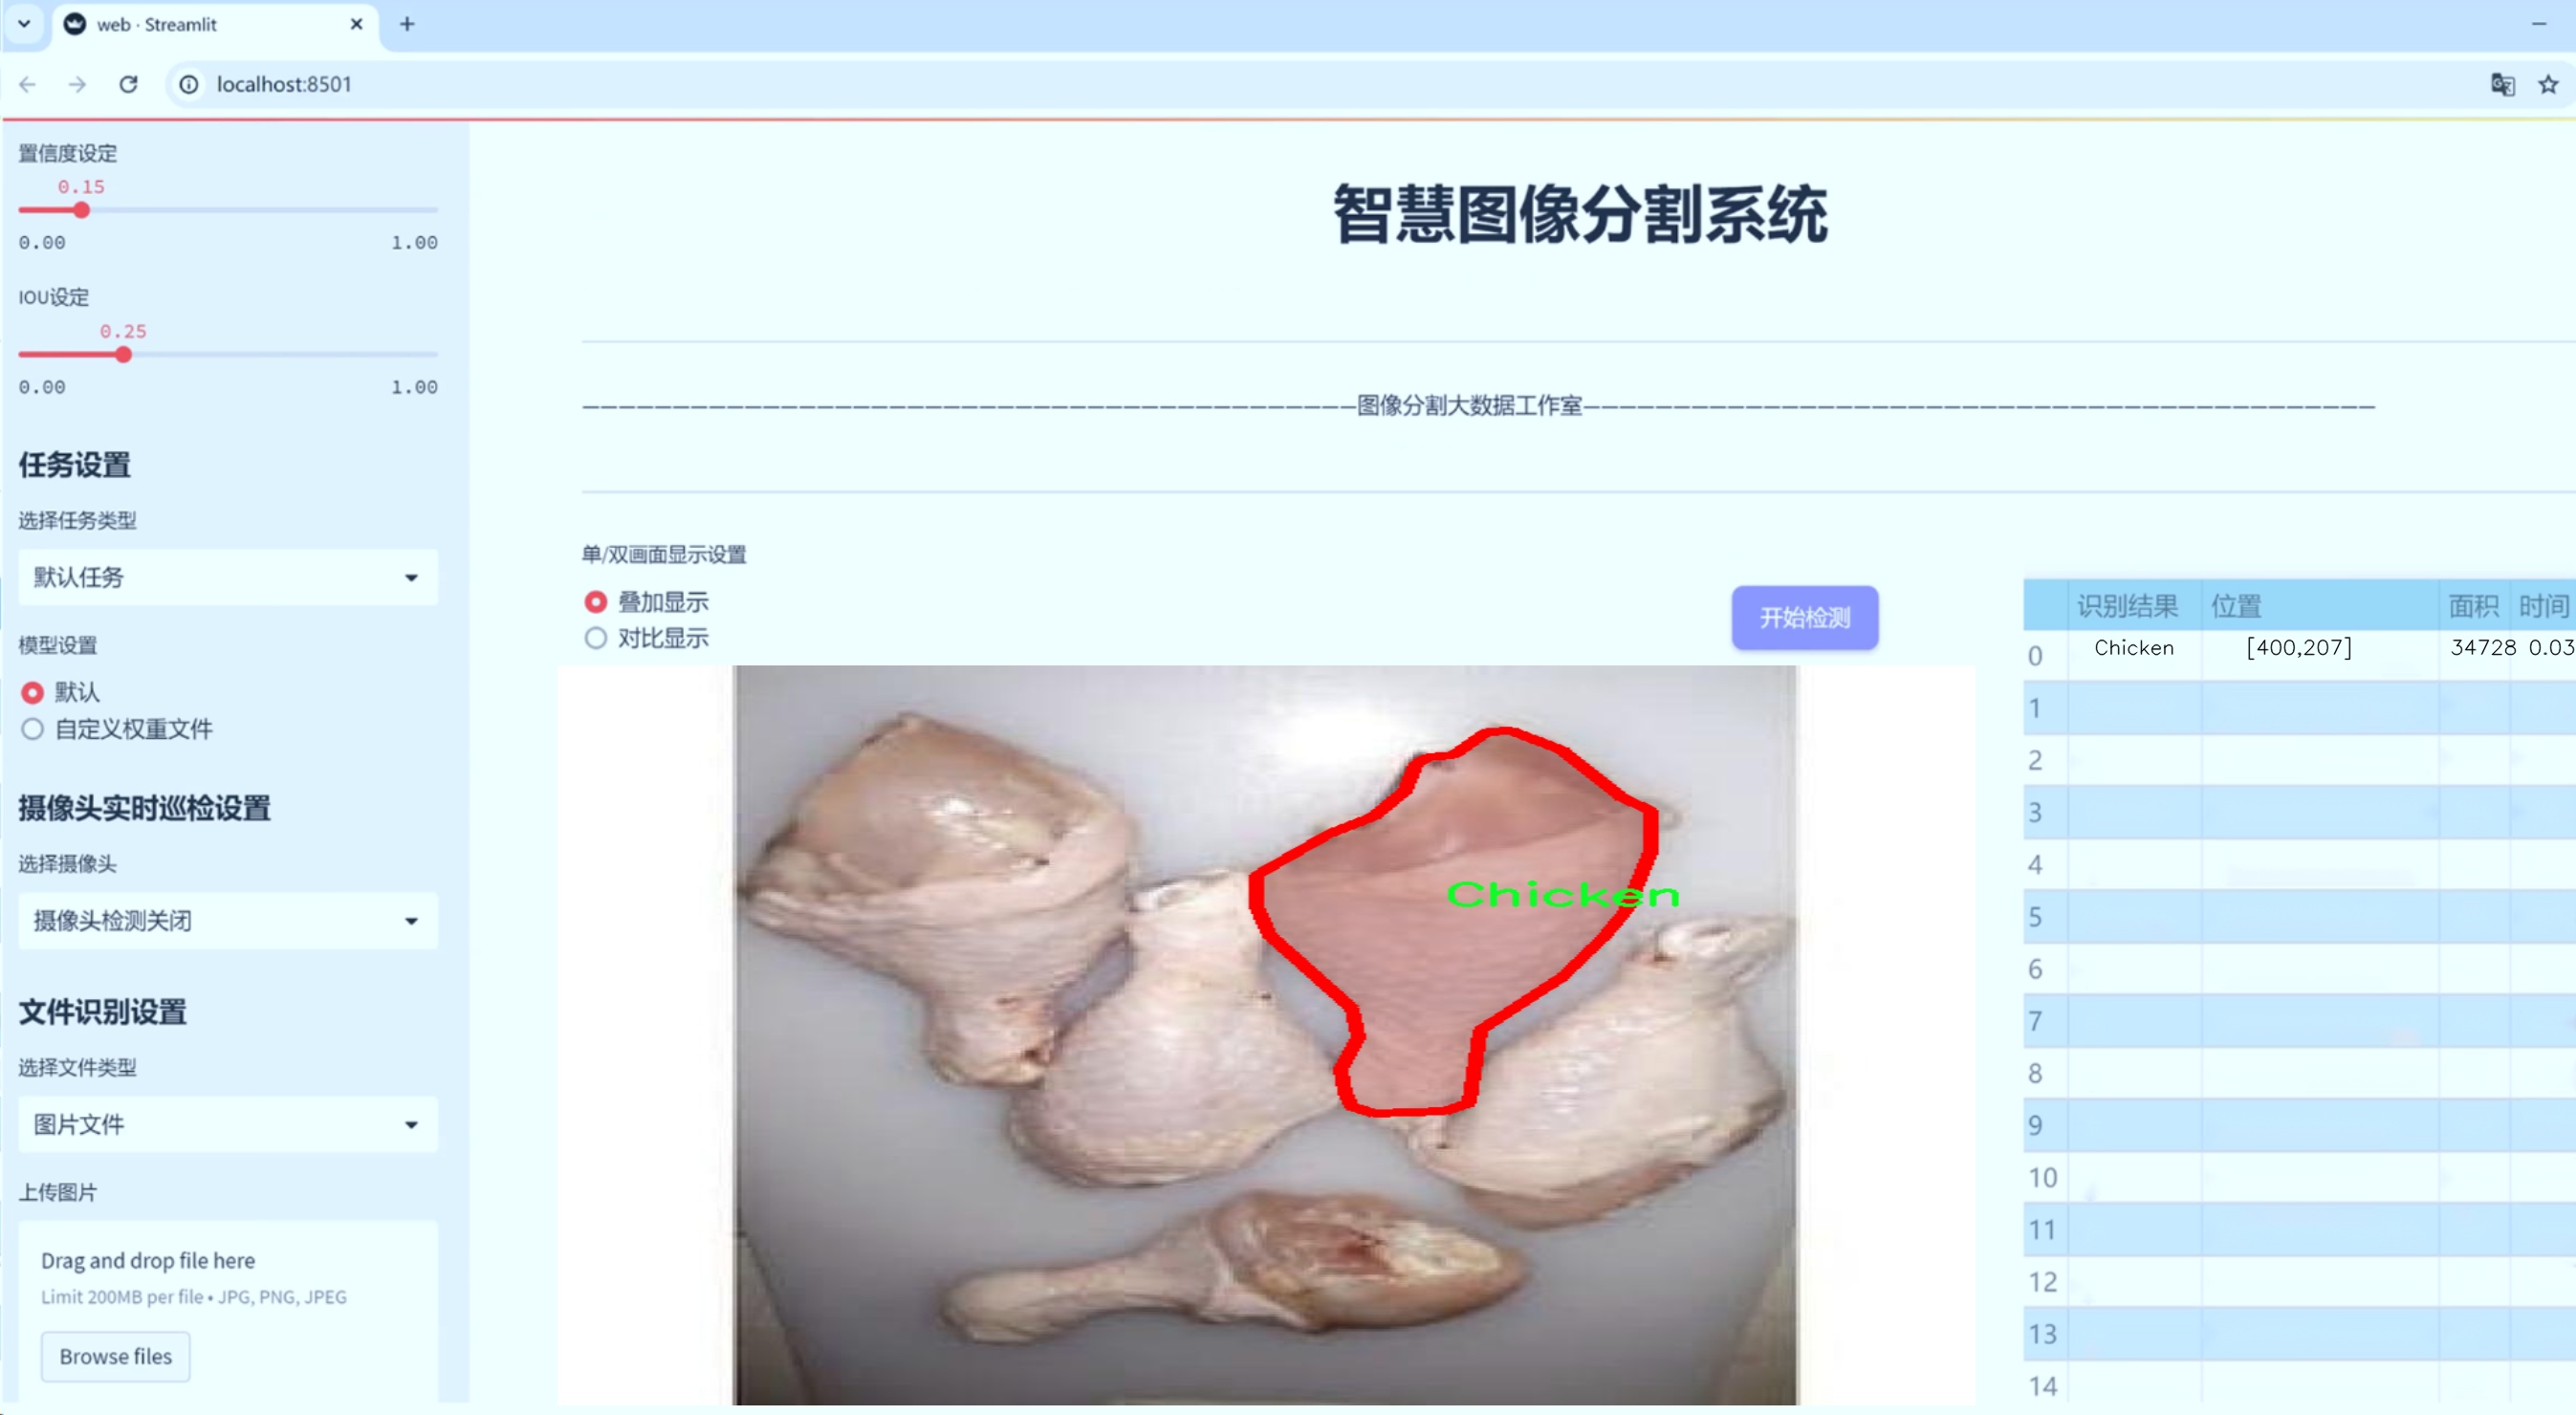 web · Streamlit
localhost:8501
置信度设定
0.15
0.00 1.00
IOU设定
0.25
0.00 1.00
任务设置
选择任务类型
默认任务
模型设置
默认
自定义权重文件
摄像头实时巡检设置
选择摄像头
摄像头检测关闭
文件识别设置
选择文件类型
图片文件
上传图片
Drag and drop file here
Limit 200MB per file • JPG, PNG, JPEG
Browse files
智慧图像分割系统
图像分割大数据工作室
单/双画面显示设置
叠加显示
对比显示
开始检测
Chicken
识别结果 位置 面积 时间
0 Chicken [400,207] 34728 0.03
1
2
3
4
5
6
7
8
9
10
11
12
13
14